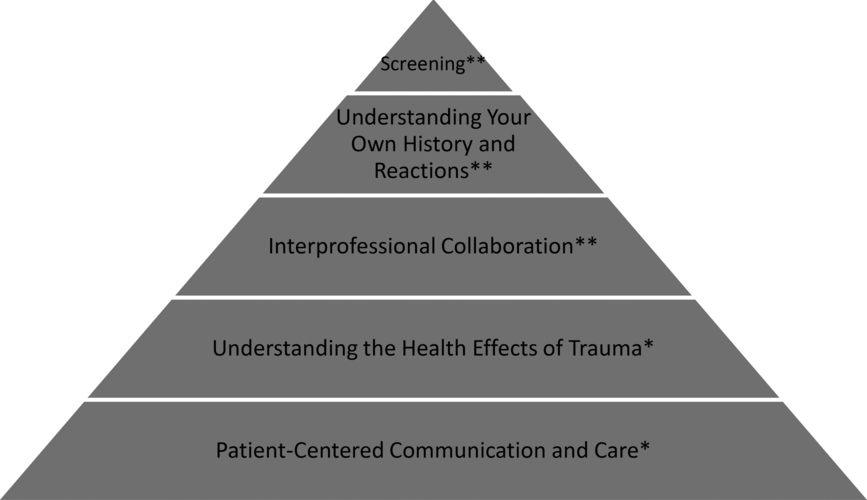 Screening**
Understanding Your
Own History and
Reactions**
Interprofessional Collaboration**
Understanding the Health Effects of Trauma*
Patient-Centered Communication and Care*